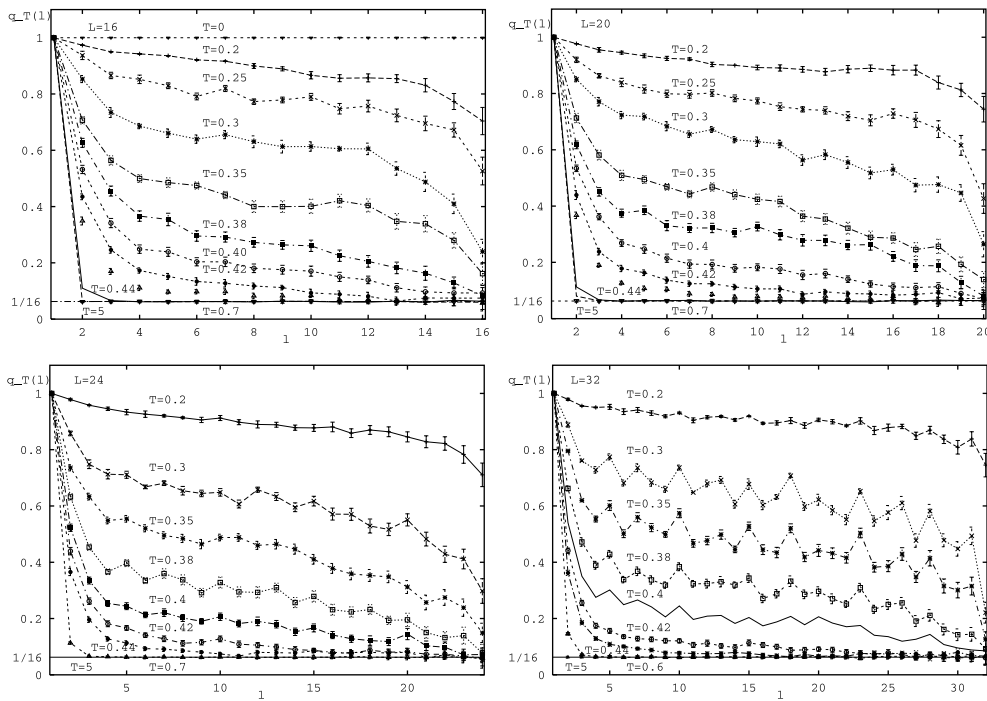 q_T(l)
L=16
T=0
1
T=0.2
T=0.25
0.8
T=0.3
0.6
T=0.35
0.4
T=0.38
T=0.40
0.2
T=0.42
T=0.44
1/16
T=5
T=0.7
0
2 4 6 8 10 12 14 16
l
q_T(l)
L=20
1
T=0.2
T=0.25
0.8
T=0.3
0.6
T=0.35
0.4
T=0.38
T=0.4
0.2
T=0.42
T=0.44
1/16
T=5
T=0.7
0
2 4 6 8 10 12 14 16 18 20
l
q_T(l)
L=24
1
T=0.2
0.8
T=0.3
0.6
T=0.35
0.4
T=0.38
T=0.4
0.2
T=0.42
T=0.44
1/16
T=5
T=0.7
0
5 10 15 20
l
q_T(l)
L=32
1
T=0.2
0.8
T=0.3
0.6
T=0.35
0.4
T=0.38
T=0.4
0.2
T=0.42
T=0.44
1/16
T=5
T=0.6
0
5 10 15 20 25 30
l